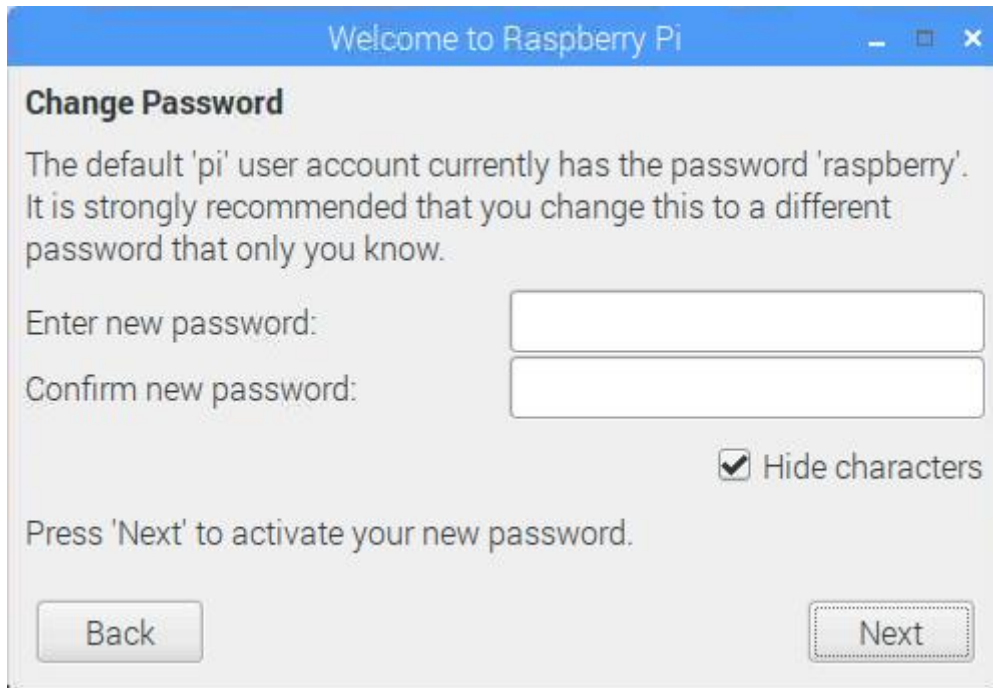 Welcome to Raspberry Pi
Change Password
The default 'pi' user account currently has the password 'raspberry'.
It is strongly recommended that you change this to a different
password that only you know.
Enter new password:
Confirm new password:
Hide characters
Press 'Next' to activate your new password.
Back
Next